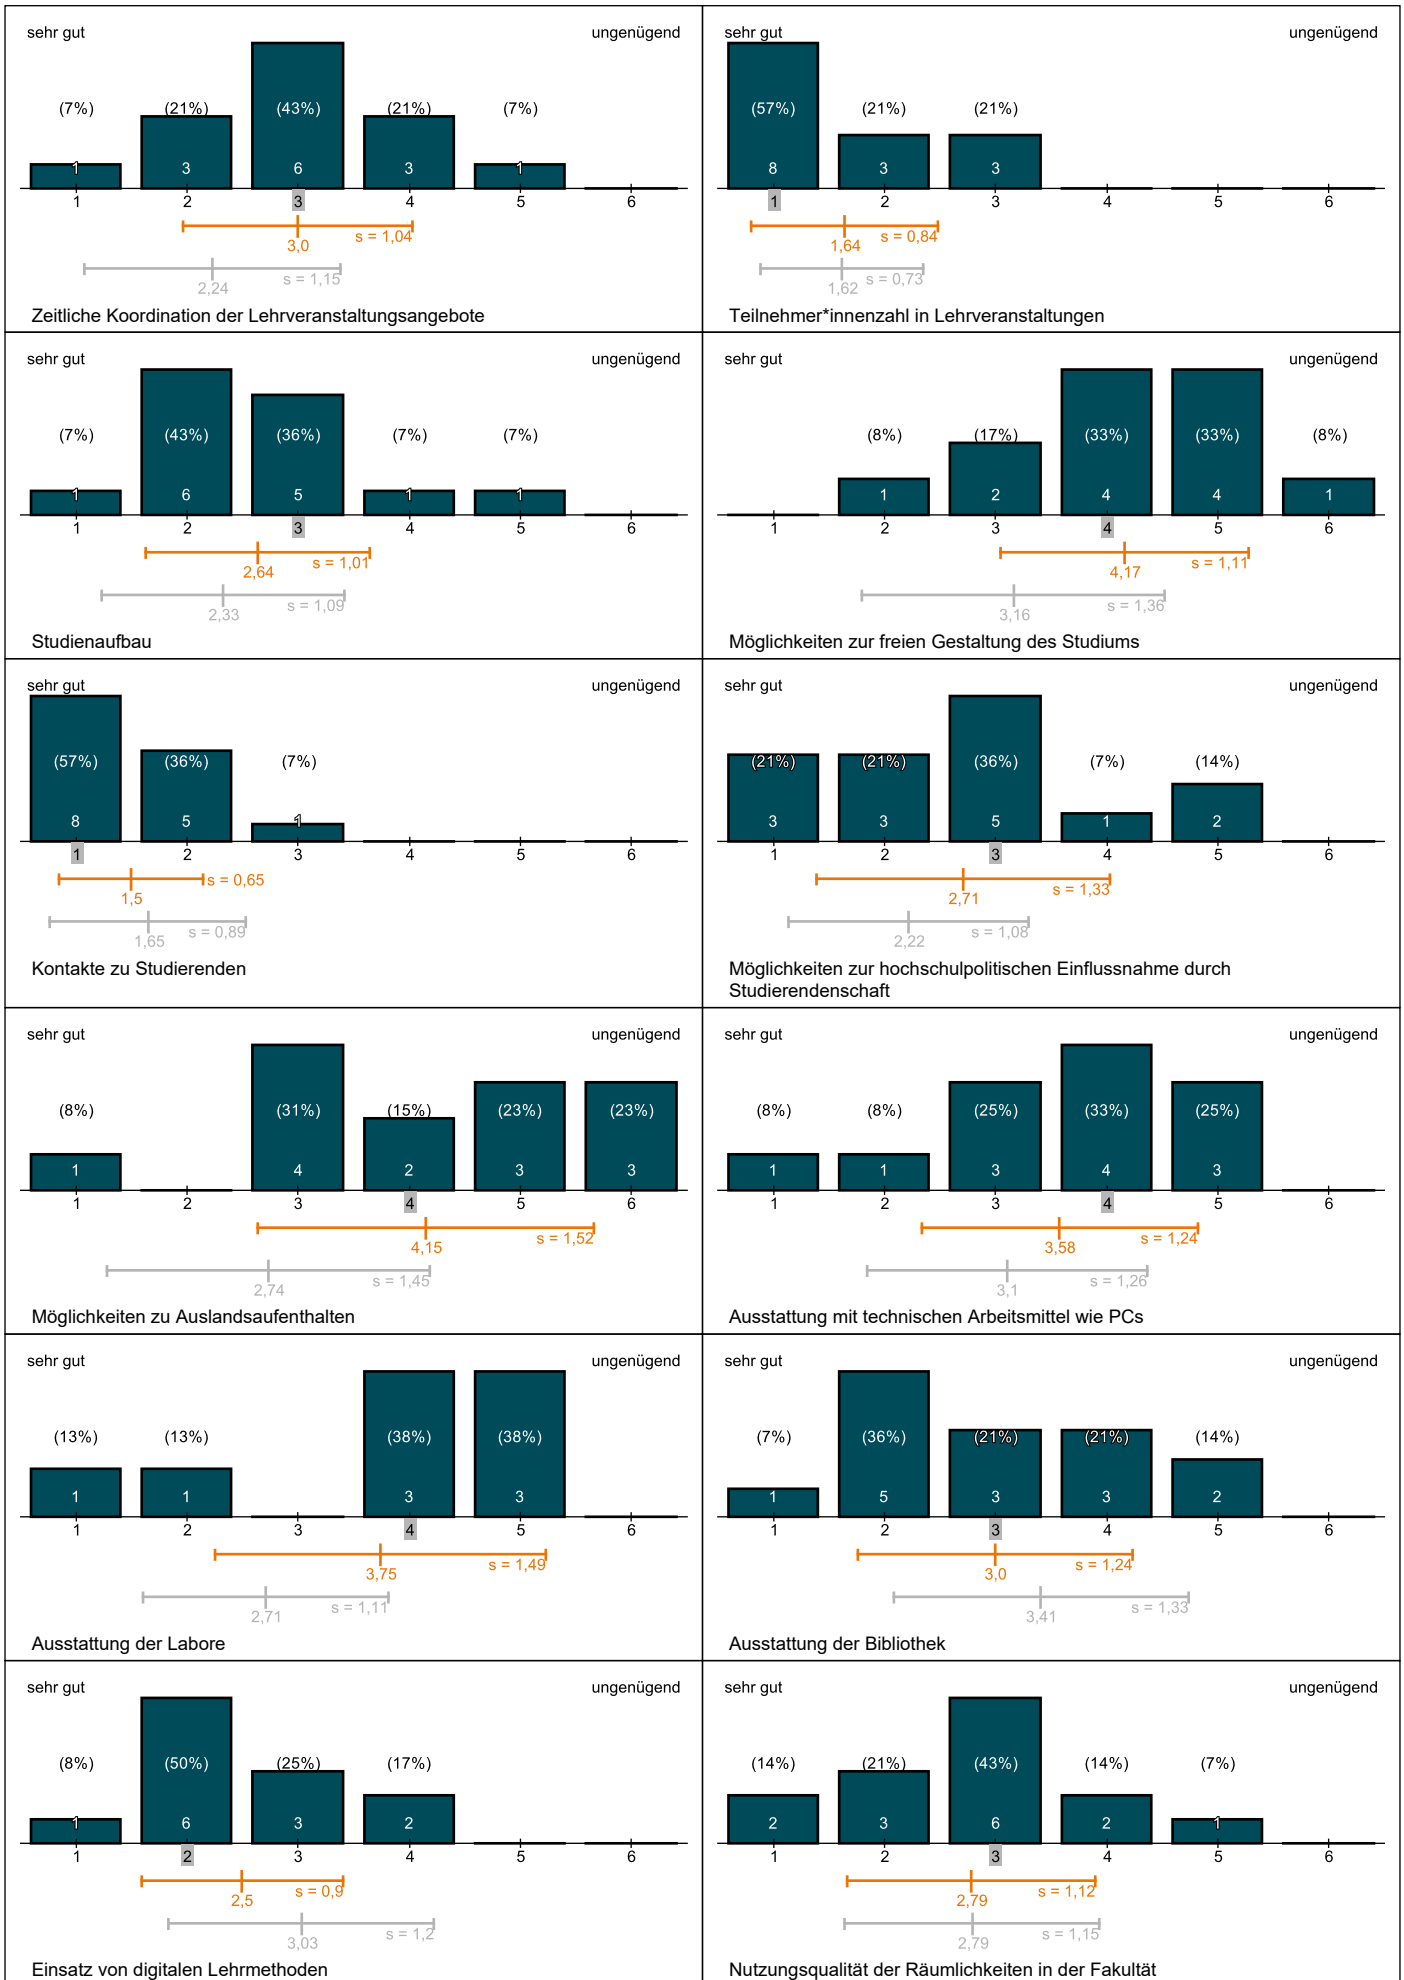 sehr gut ungenügend
(7%) (21%) (43%) (21%) (7%)
1 3 6 3 1
1 2 3 4 5 6
s = 1,04
3,0
s = 1,15
2,24
Zeitliche Koordination der Lehrveranstaltungsangebote
sehr gut ungenügend
(57%) (21%) (21%)
8 3 3
1 2 3 4 5 6
s = 0,84
1,64
s = 0,73
1,62
Teilnehmer*innenzahl in Lehrveranstaltungen
sehr gut ungenügend
(7%) (43%) (36%) (7%) (7%)
1 6 5 1 1
1 2 3 4 5 6
s = 1,01
2,64
s = 1,09
2,33
Studienaufbau
sehr gut ungenügend
(8%) (17%) (33%) (33%) (8%)
1 2 4 4 1
1 2 3 4 5 6
s = 1,11
4,17
s = 1,36
3,16
Möglichkeiten zur freien Gestaltung des Studiums
sehr gut ungenügend
(57%) (36%) (7%)
8 5 1
1 2 3 4 5 6
s = 0,65
1,5
s = 0,89
1,65
Kontakte zu Studierenden
sehr gut ungenügend
(21%) (21%) (36%) (7%) (14%)
3 3 5 1 2
1 2 3 4 5 6
s = 1,33
2,71
s = 1,08
2,22
Möglichkeiten zur hochschulpolitischen Einflussnahme durch
Studierendenschaft
sehr gut ungenügend
(8%) (31%) (15%) (23%) (23%)
1 4 2 3 3
1 2 3 4 5 6
s = 1,52
4,15
s = 1,45
2,74
Möglichkeiten zu Auslandsaufenthalten
sehr gut ungenügend
(8%) (8%) (25%) (33%) (25%)
1 1 3 4 3
1 2 3 4 5 6
s = 1,24
3,58
s = 1,26
3,1
Ausstattung mit technischen Arbeitsmittel wie PCs
sehr gut ungenügend
(13%) (13%) (38%) (38%)
1 1 3 3
1 2 3 4 5 6
s = 1,49
3,75
s = 1,11
2,71
Ausstattung der Labore
sehr gut ungenügend
(7%) (36%) (21%) (21%) (14%)
1 5 3 3 2
1 2 3 4 5 6
s = 1,24
3,0
s = 1,33
3,41
Ausstattung der Bibliothek
sehr gut ungenügend
(8%) (50%) (25%) (17%)
1 6 3 2
1 2 3 4 5 6
s = 0,9
2,5
s = 1,2
3,03
Einsatz von digitalen Lehrmethoden
sehr gut ungenügend
(14%) (21%) (43%) (14%) (7%)
2 3 6 2 1
1 2 3 4 5 6
s = 1,12
2,79
s = 1,15
2,79
Nutzungsqualität der Räumlichkeiten in der Fakultät